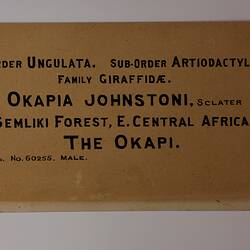 RDER UNGULATA. SUB-ORDER ARTIODACTYL
FAMILY GIRAFFIDÆ.
OKAPIA JOHNSTONI, SCLATER
SEMLIKI FOREST, E. CENTRAL AFRICA
THE OKAPI.
No. 60255. MALE.